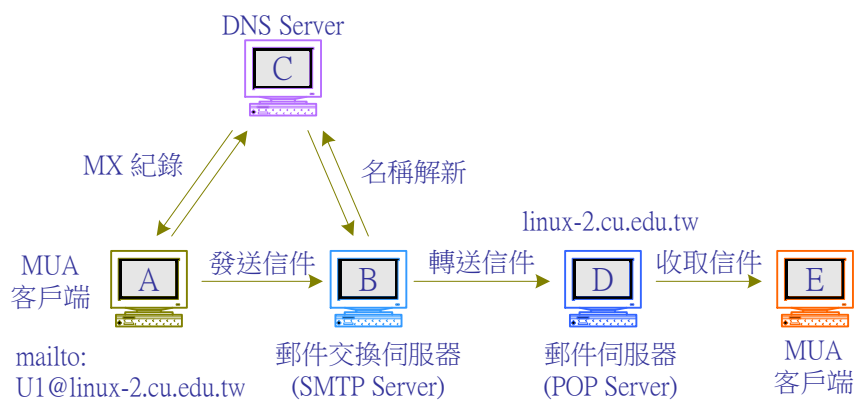 DNS Server
C
MX 紀錄
名稱解新
linux-2.cu.edu.tw
MUA
客戶端
A
發送信件
B
轉送信件
D
收取信件
E
mailto:
U1@linux-2.cu.edu.tw
郵件交換伺服器
(SMTP Server)
郵件伺服器
(POP Server)
MUA
客戶端